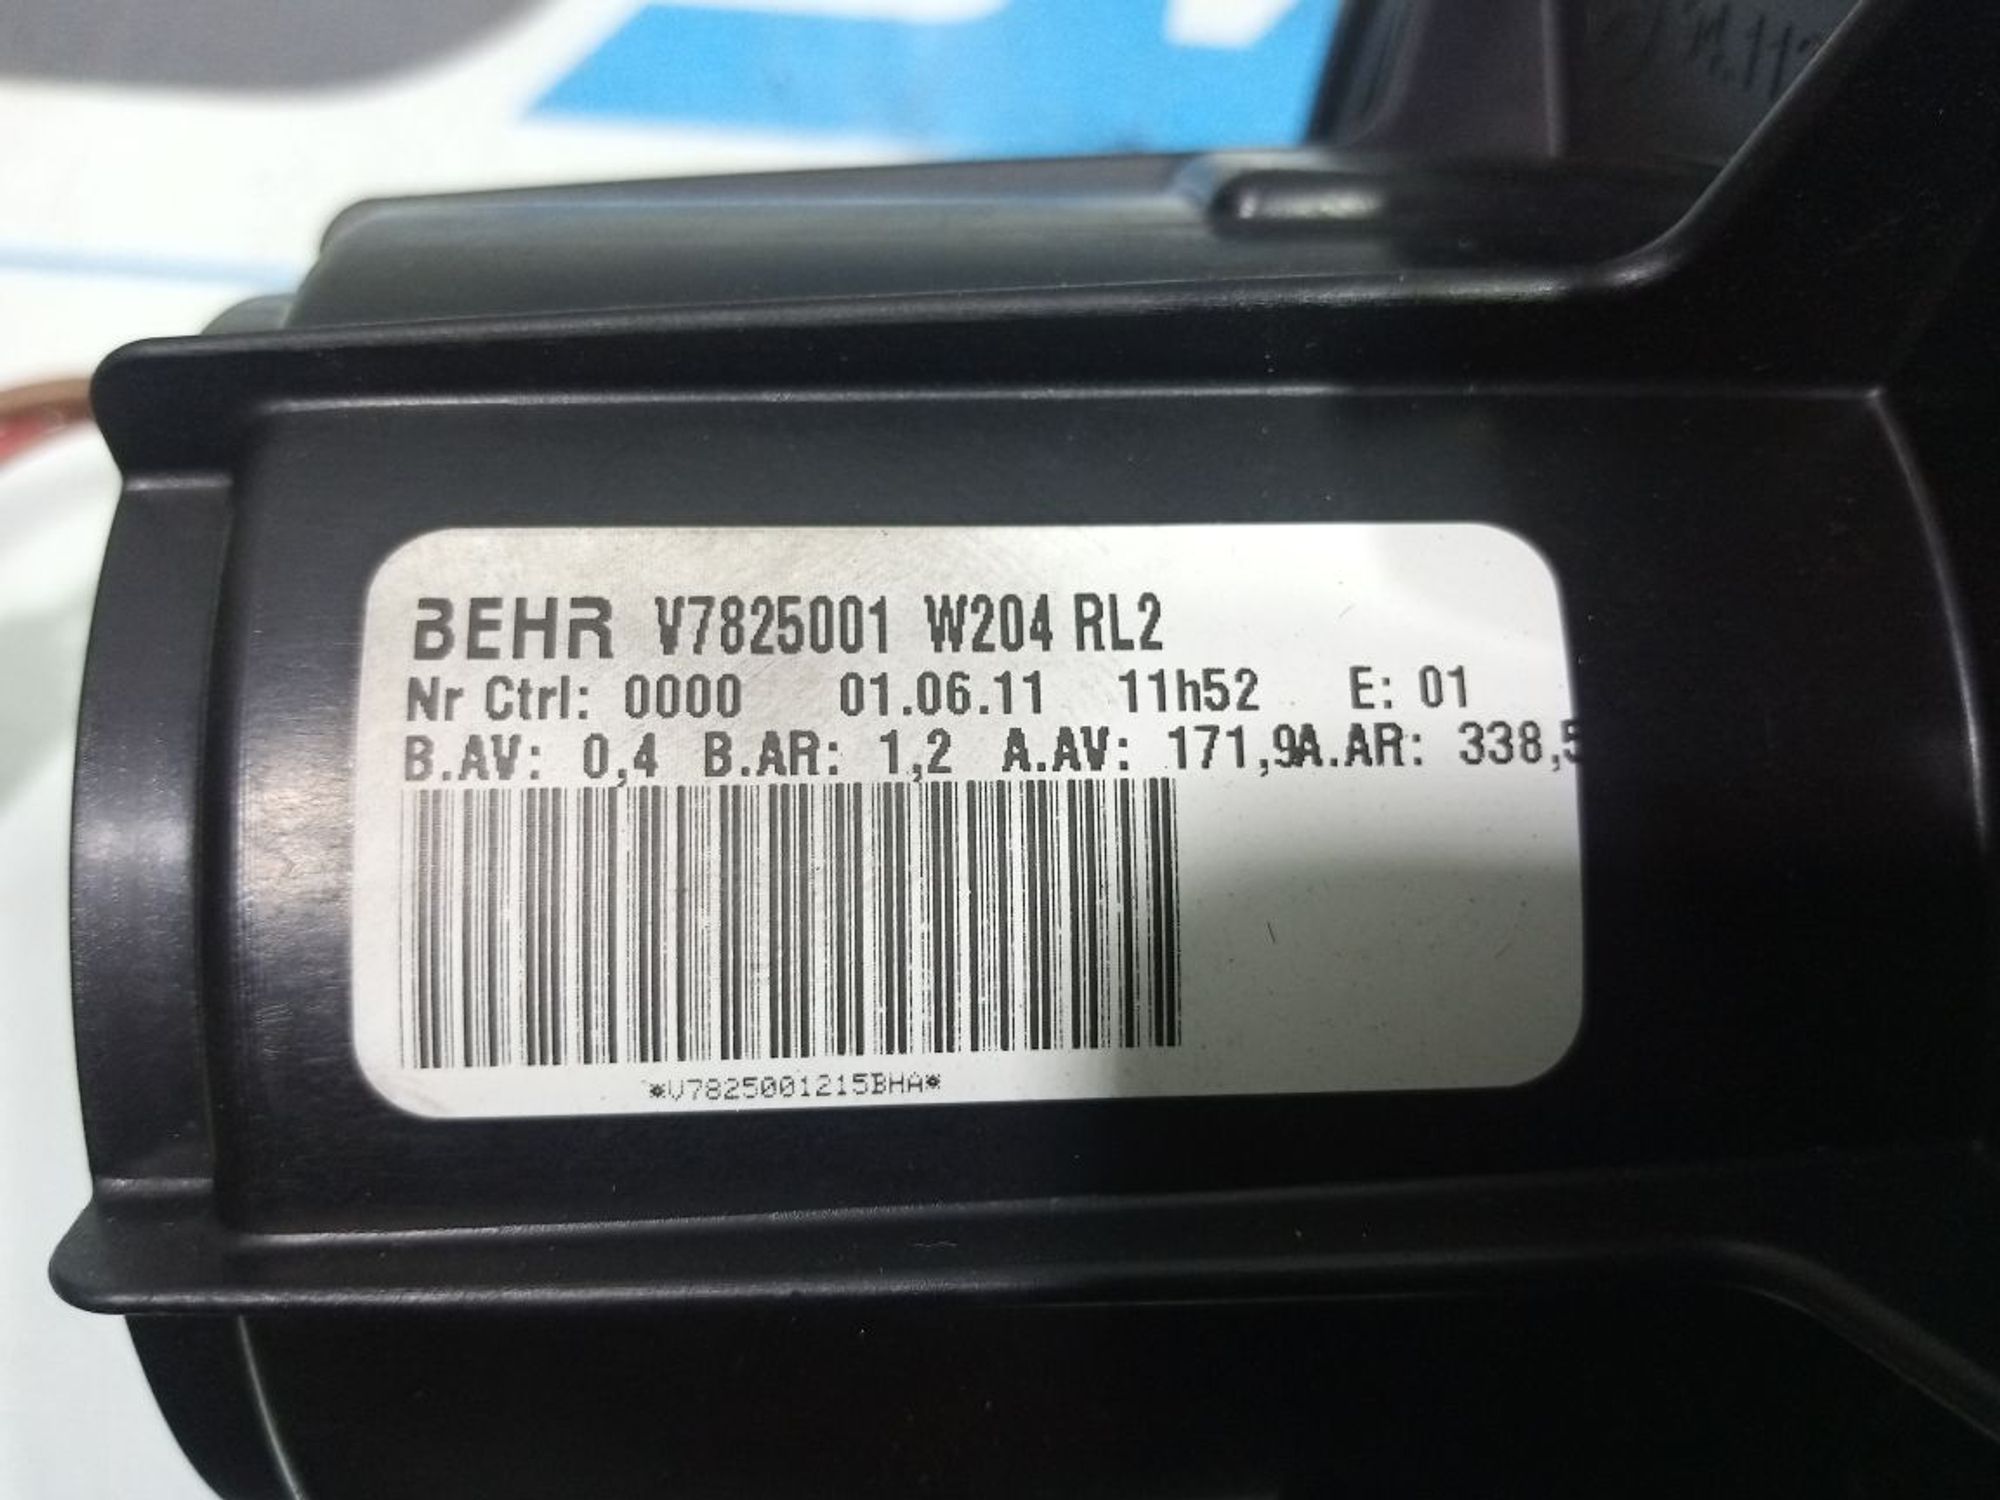 BEHR V7825001 W204 RL2
Nr Ctrl: 0000 01.06.11 11h52 E: 01
B.AV: 0,4 B.AR: 1,2 A.AV: 171,9A.AR: 338,5
*V7825001215BHA*